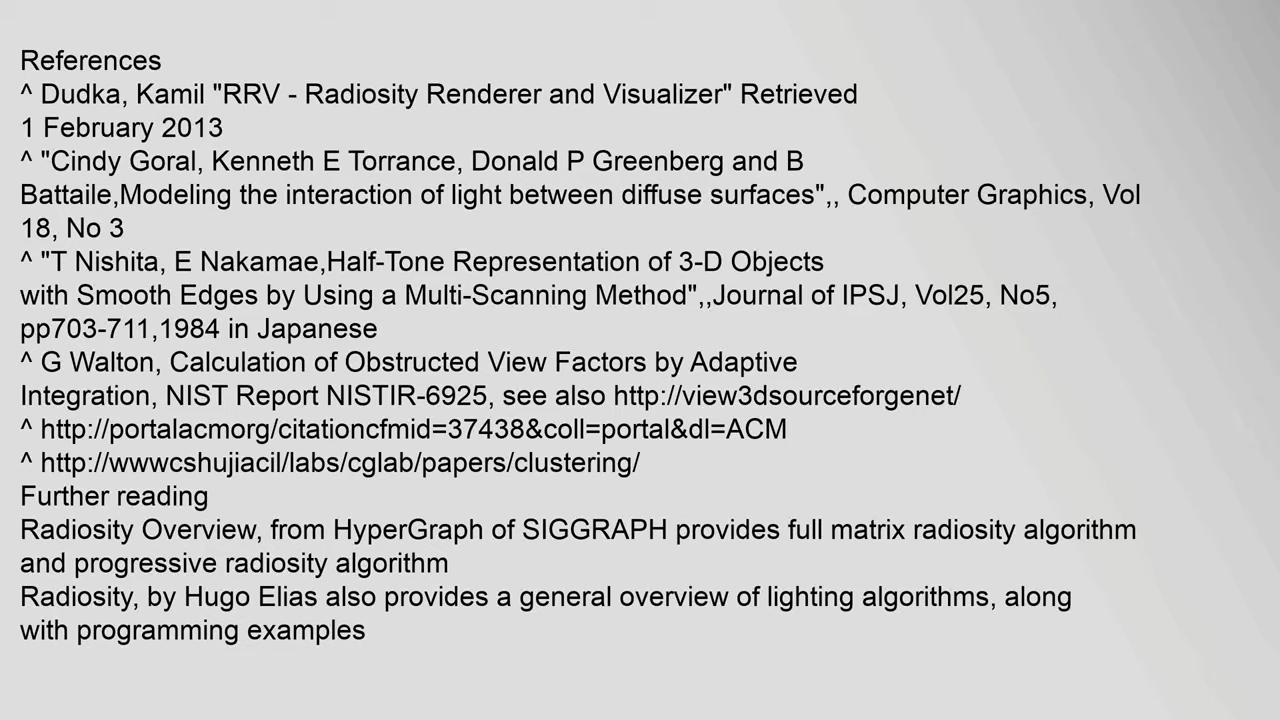 References
^ Dudka, Kamil "RRV - Radiosity Renderer and Visualizer" Retrieved
1 February 2013
^ "Cindy Goral, Kenneth E Torrance, Donald P Greenberg and B
Battaile,Modeling the interaction of light between diffuse surfaces",, Computer Graphics, Vol
18, No 3
^ "T Nishita, E Nakamae,Half-Tone Representation of 3-D Objects
with Smooth Edges by Using a Multi-Scanning Method",,Journal of IPSJ, Vol25, No5,
pp703-711,1984 in Japanese
^ G Walton, Calculation of Obstructed View Factors by Adaptive
Integration, NIST Report NISTIR-6925, see also http://view3dsourceforgenet/
^ http://portalacmorg/citationcfmid=37438&coll=portal&dl=ACM
^ http://wwwcshujiacil/labs/cglab/papers/clustering/
Further reading
Radiosity Overview, from HyperGraph of SIGGRAPH provides full matrix radiosity algorithm
and progressive radiosity algorithm
Radiosity, by Hugo Elias also provides a general overview of lighting algorithms, along
with programming examples